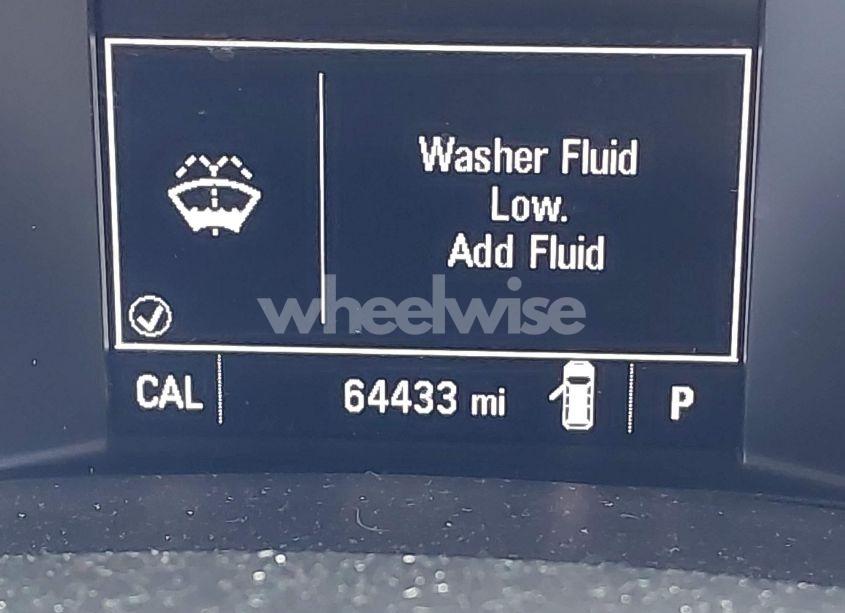 Washer Fluid
Low.
Add Fluid
wheelwise
CAL 64433 mi P